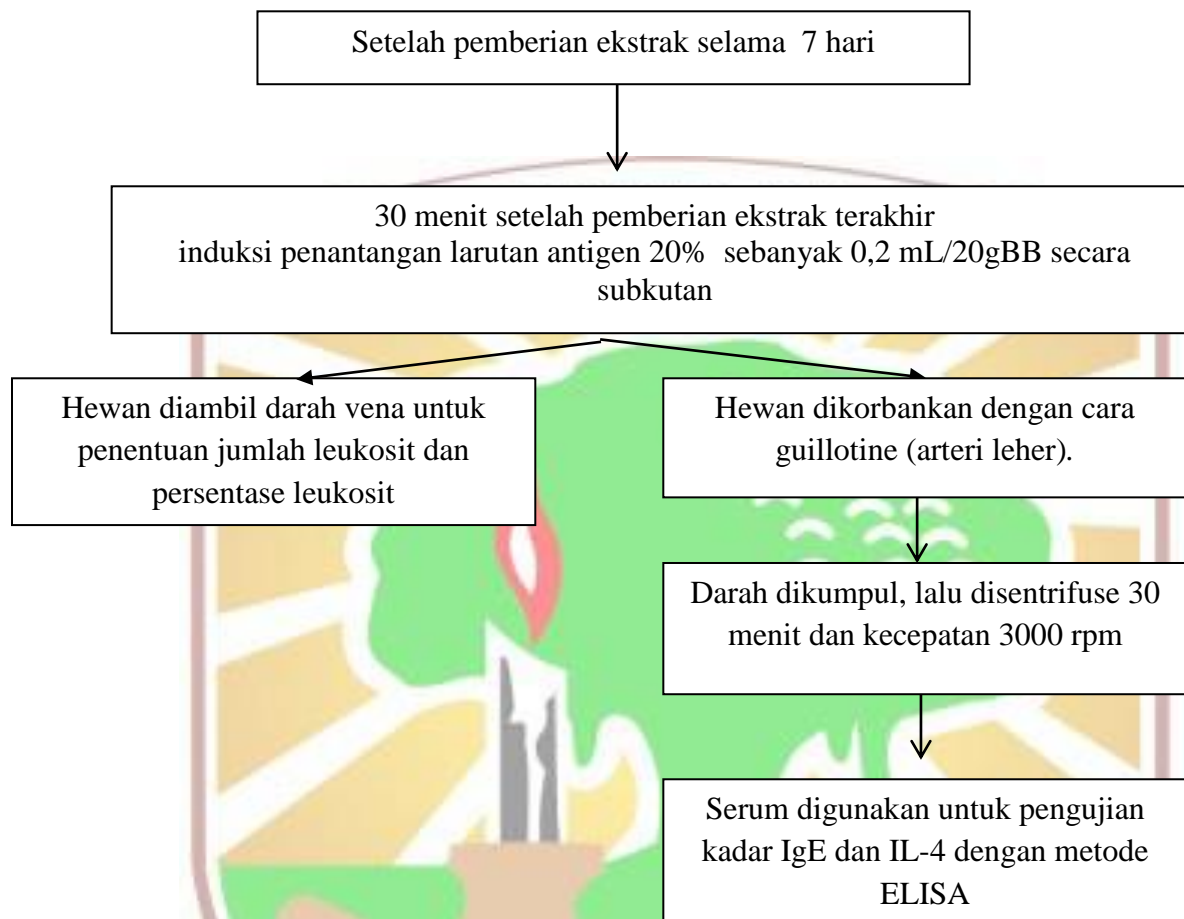 Setelah pemberian ekstrak selama 7 hari
30 menit setelah pemberian ekstrak terakhir
induksi penantangan larutan antigen 20% sebanyak 0,2 mL/20gBB secara
subkutan
Hewan diambil darah vena untuk
penentuan jumlah leukosit dan
persentase leukosit
Hewan dikorbankan dengan cara
guillotine (arteri leher).
Darah dikumpul, lalu disentrifuse 30
menit dan kecepatan 3000 rpm
Serum digunakan untuk pengujian
kadar IgE dan IL-4 dengan metode
ELISA